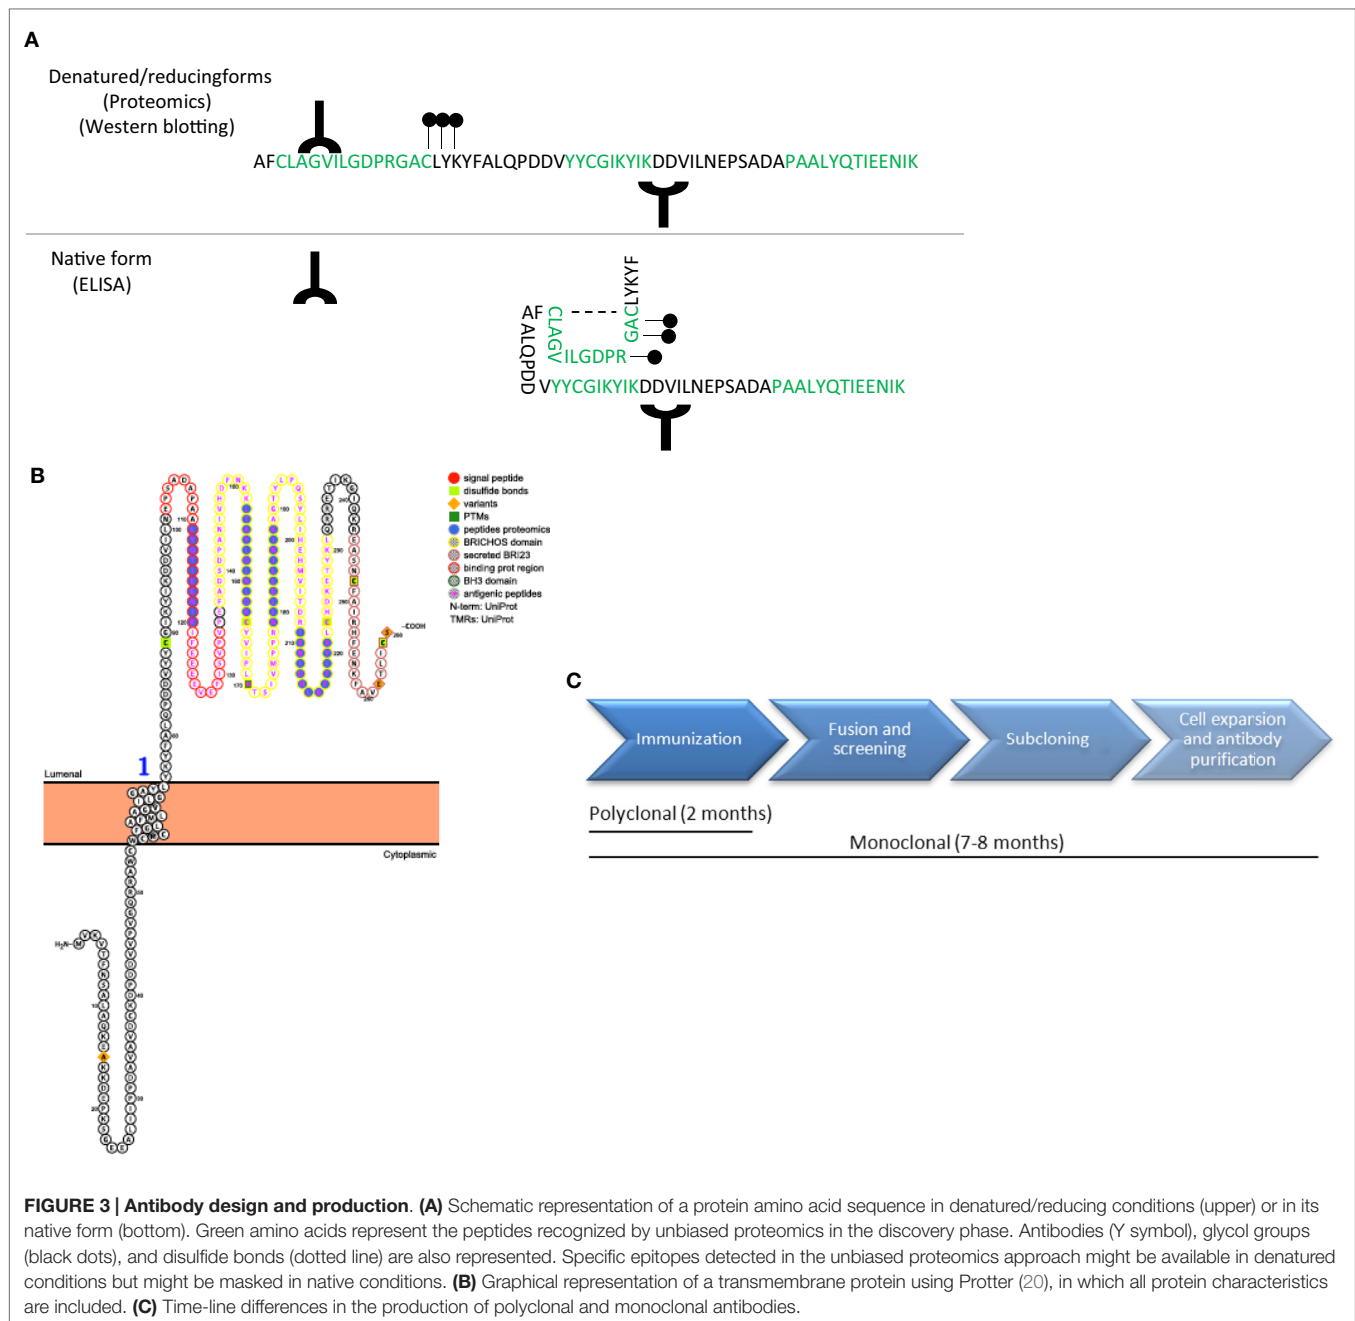 A
Denatured/reducingforms
(Proteomics)
(Western blotting)
AFCLAGVILGDPRGACLYKYFALQPDDVYYCGIKYIKDDVILNEPSADAPAALYQTIEENIK
Native form
(ELISA)
AF
CLAGV
ILGDPR
GAC
LYKYF
ALQPDD
VYYCGIKYIKDDVILNEPSADAPAALYQTIEENIK
B
signal peptide
disulfide bonds
variants
PTMs
peptides proteomics
BRICHOS domain
secreted BRI23
binding prot region
BH3 domain
antigenic peptides
N-term: UniProt
TMRs: UniProt
-COOH
1
Lumenal
Cytoplasmic
H2N-
C
Immunization
Fusion and
screening
Subcloning
Cell expansion
and antibody
purification
Polyclonal (2 months)
Monoclonal (7-8 months)
FIGURE 3 | Antibody design and production. (A) Schematic representation of a protein amino acid sequence in denatured/reducing conditions (upper) or in its
native form (bottom). Green amino acids represent the peptides recognized by unbiased proteomics in the discovery phase. Antibodies (Y symbol), glycol groups
(black dots), and disulfide bonds (dotted line) are also represented. Specific epitopes detected in the unbiased proteomics approach might be available in denatured
conditions but might be masked in native conditions. (B) Graphical representation of a transmembrane protein using Protter (20), in which all protein characteristics
are included. (C) Time-line differences in the production of polyclonal and monoclonal antibodies.